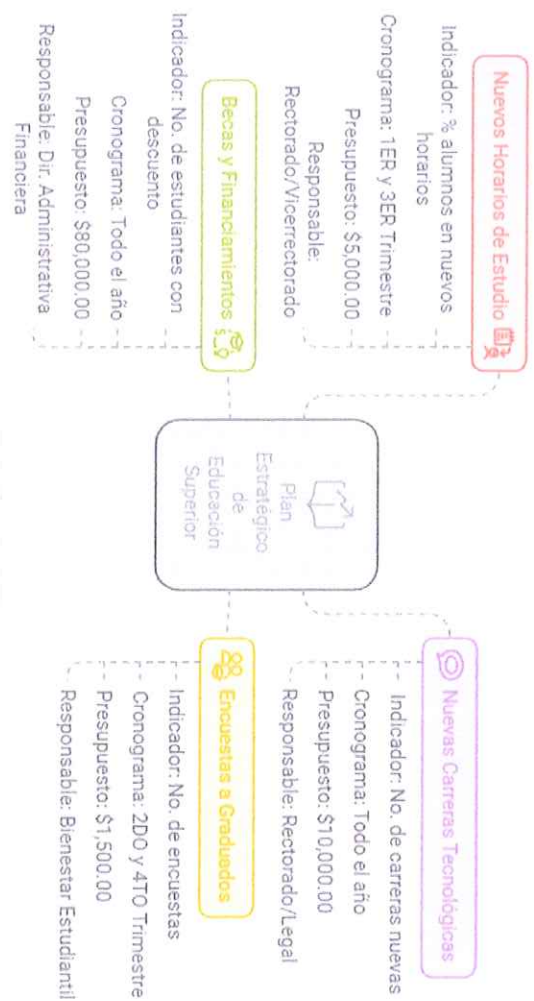 Nuevos Horarios de Estudio
Indicador: % alumnos en nuevos
horarios
Cronograma: 1ER y 3ER Trimestre
Presupuesto: $5,000.00
Responsable:
Rectorado/Vicerrectorado
Becas y Financiamientos
Indicador: No. de estudiantes con
descuento
Cronograma: Todo el año
Presupuesto: $80,000.00
Responsable: Dir. Administrativa
Financiera
Plan
Estratégico
de
Educación
Superior
Nuevas Carreras Tecnológicas
Indicador: No. de carreras nuevas
Cronograma: Todo el año
Presupuesto: $10,000.00
Responsable: Rectorado/Legal
Encuestas a Graduados
Indicador: No. de encuestas
Cronograma: 2DO y 4TO Trimestre
Presupuesto: $1,500.00
Responsable: Bienestar Estudiantil